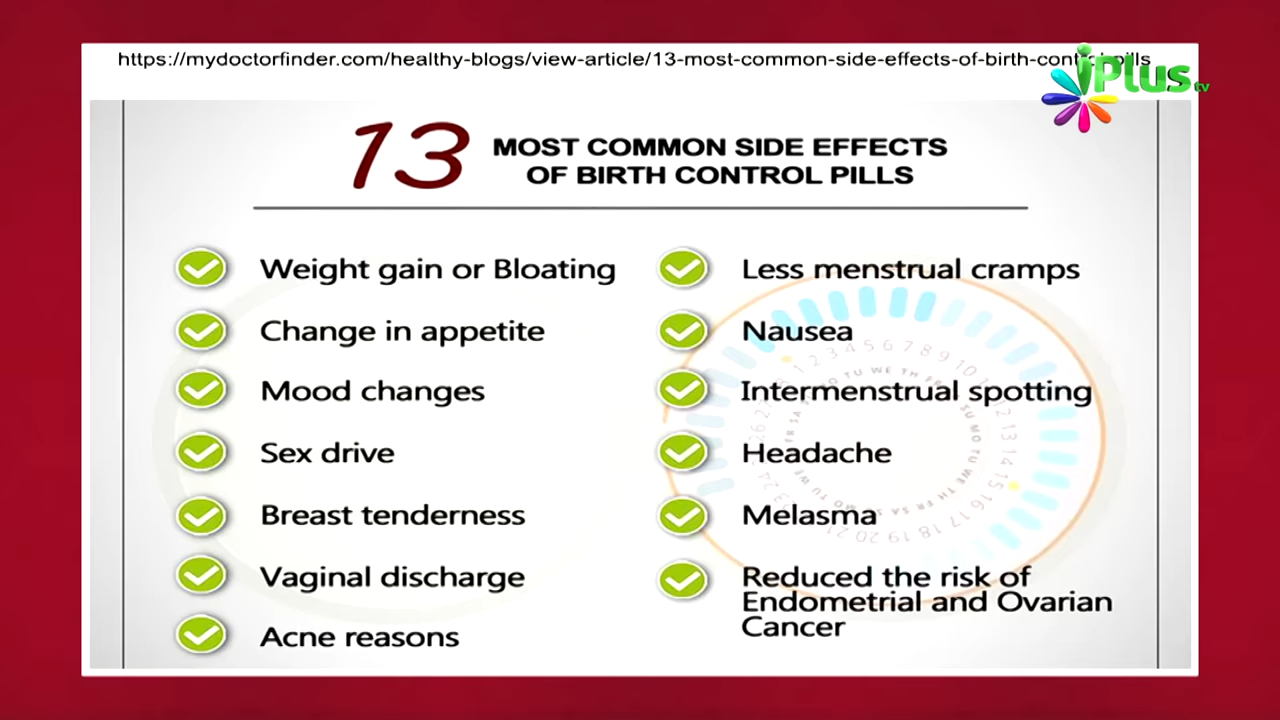 https://mydoctorfinder.com/healthy-blogs/view-article/13-most-common-side-effects-of-birth-control-pills
iPlus tv
13 MOST COMMON SIDE EFFECTS
OF BIRTH CONTROL PILLS
Weight gain or Bloating
Change in appetite
Mood changes
Sex drive
Breast tenderness
Vaginal discharge
Acne reasons
Less menstrual cramps
Nausea
Intermenstrual spotting
Headache
Melasma
Reduced the risk of
Endometrial and Ovarian
Cancer